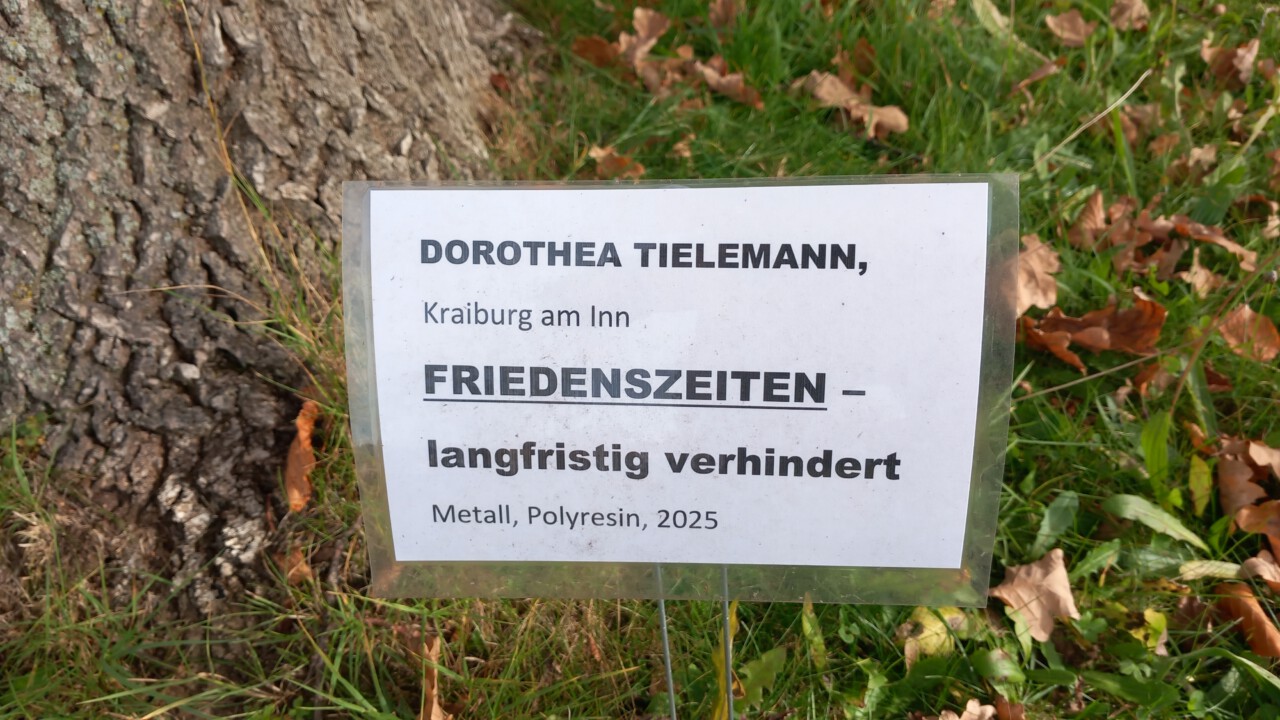 DOROTHEA TIELEMANN,
Kraiburg am Inn
FRIEDENSZEITEN –
langfristig verhindert
Metall, Polyresin, 2025